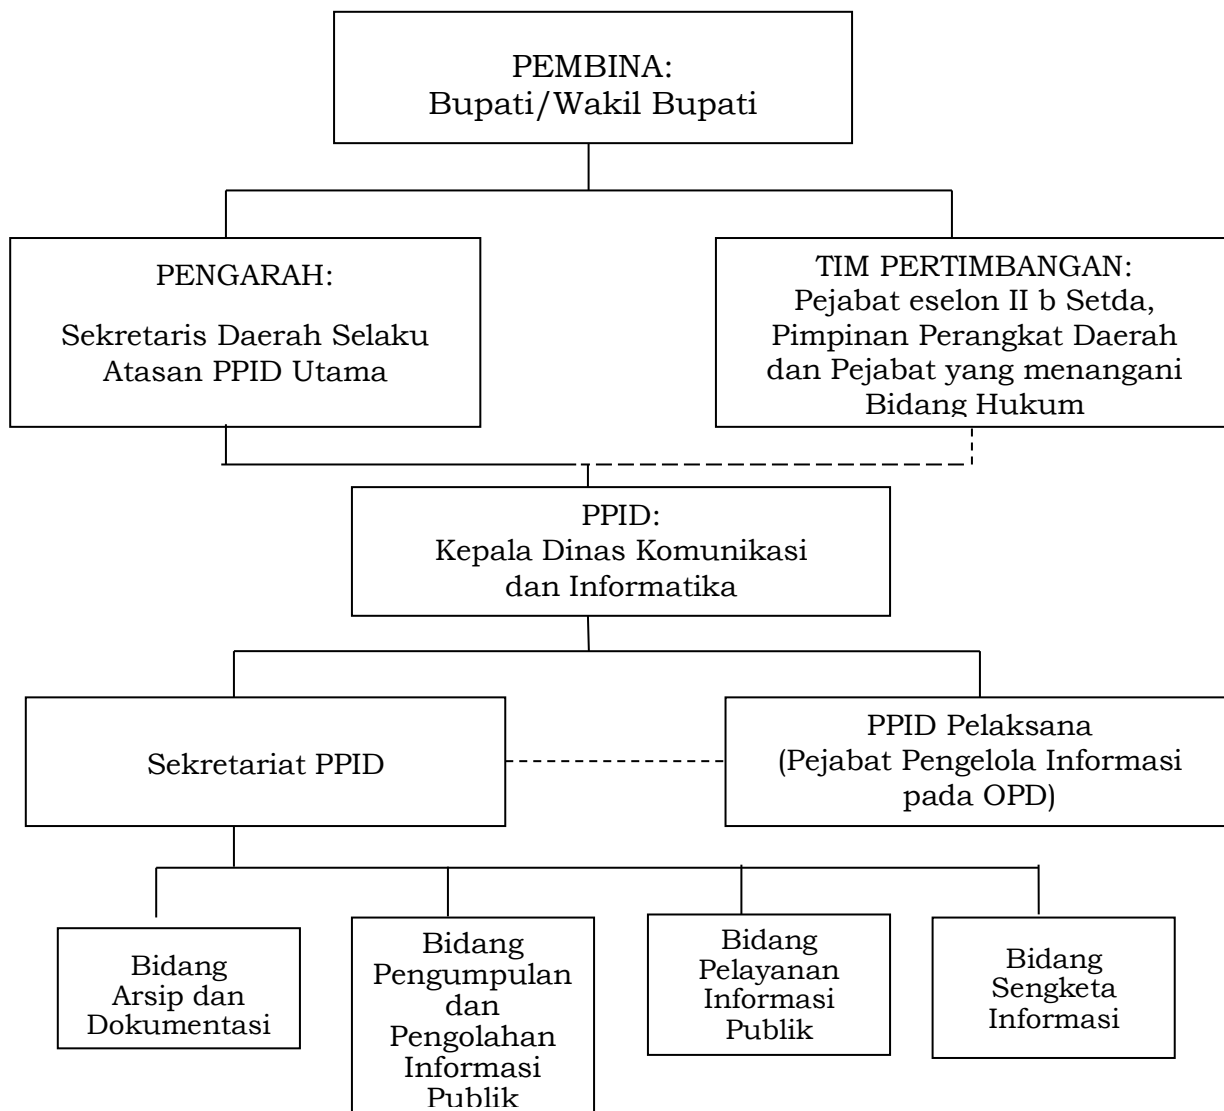 PEMBINA:
Bupati/Wakil Bupati
PENGARAH:
Sekretaris Daerah Selaku
Atasan PPID Utama
TIM PERTIMBANGAN:
Pejabat eselon II b Setda,
Pimpinan Perangkat Daerah
dan Pejabat yang menangani
Bidang Hukum
PPID:
Kepala Dinas Komunikasi
dan Informatika
Sekretariat PPID
PPID Pelaksana
(Pejabat Pengelola Informasi
pada OPD)
Bidang
Arsip dan
Dokumentasi
Bidang
Pengumpulan
dan
Pengolahan
Informasi
Publik
Bidang
Pelayanan
Informasi
Publik
Bidang
Sengketa
Informasi